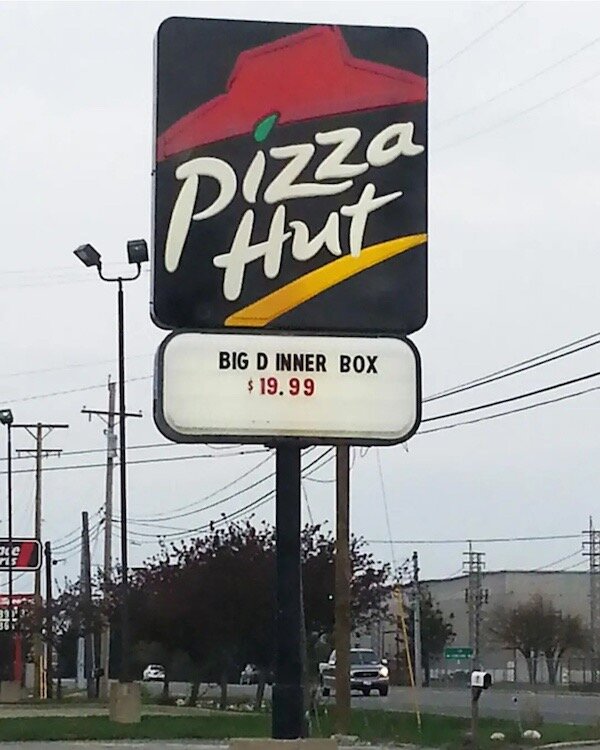 Pizza
Hut
BIG D INNER BOX
$ 19.99